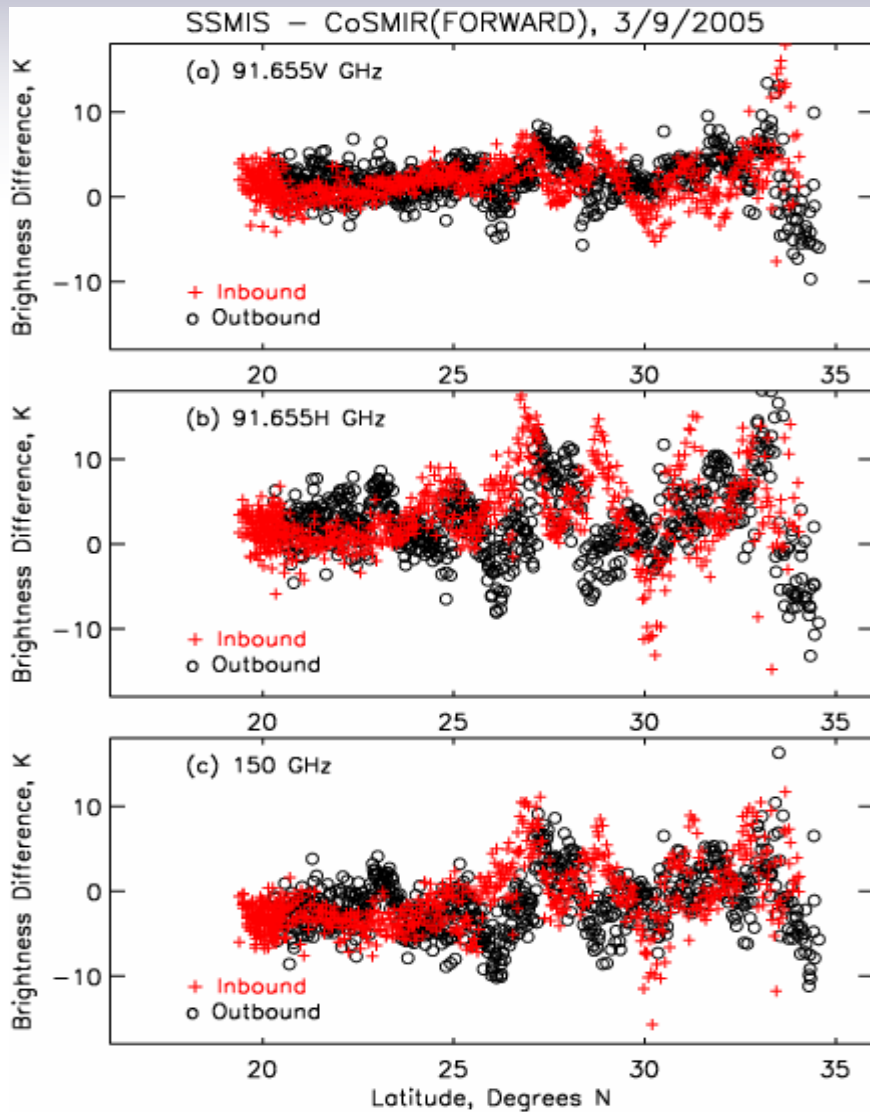 SSMIS - CoSMIR(FORWARD), 3/9/2005
Brightness Difference, K
(a) 91.655V GHz
10
0
-10
+ Inbound
o Outbound
20 25 30 35
Brightness Difference, K
(b) 91.655H GHz
10
0
-10
+ Inbound
o Outbound
20 25 30 35
Brightness Difference, K
(c) 150 GHz
10
0
-10
+ Inbound
o Outbound
20 25 30 35
Latitude, Degrees N